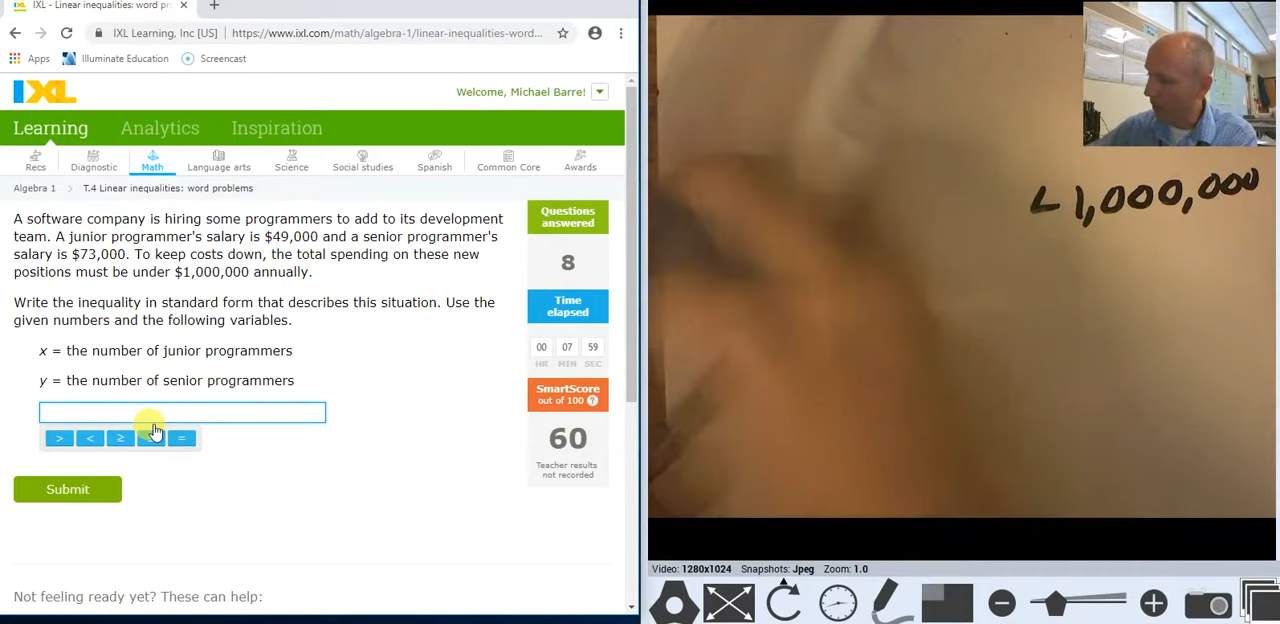 IXL - Linear inequalities: word pr
IXL Learning, Inc [US] | https://www.ixl.com/math/algebra-1/linear-inequalities-word...
Apps Illuminate Education Screencast
IXL
Welcome, Michael Barre!
Learning Analytics Inspiration
Recs Diagnostic Math Language arts Science Social studies Spanish Common Core Awards
Algebra 1 > T.4 Linear inequalities: word problems
A software company is hiring some programmers to add to its development
team. A junior programmer's salary is $49,000 and a senior programmer's
salary is $73,000. To keep costs down, the total spending on these new
positions must be under $1,000,000 annually.
Write the inequality in standard form that describes this situation. Use the
given numbers and the following variables.
x = the number of junior programmers
y = the number of senior programmers
> < ≥ =
Submit
Not feeling ready yet? These can help:
Questions
answered
8
Time
elapsed
00 07 59
HR MIN SEC
SmartScore
out of 100 ?
60
Teacher results
not recorded
< 1,000,000
Video: 1280x1024 Snapshots: Jpeg Zoom: 1.0